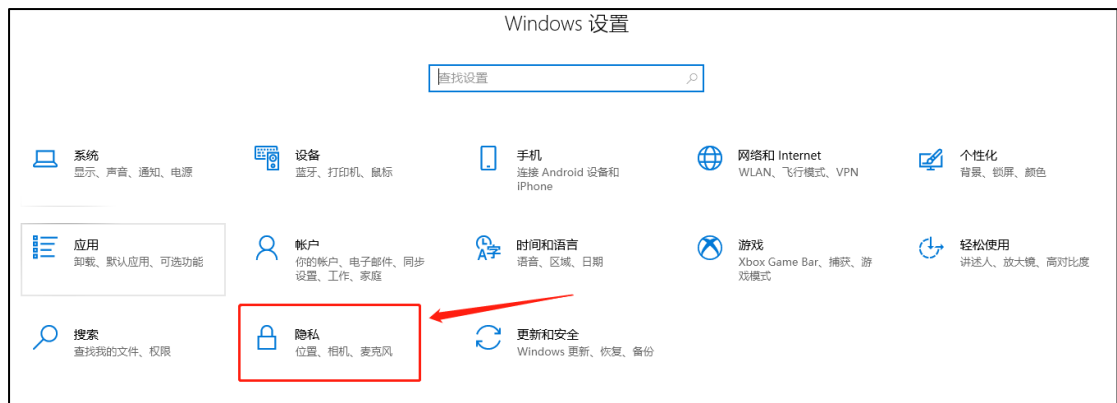 Windows 设置
查找设置
系统
显示、声音、通知、电源
设备
蓝牙、打印机、鼠标
手机
连接 Android 设备和
iPhone
网络和 Internet
WLAN、飞行模式、VPN
个性化
背景、锁屏、颜色
应用
卸载、默认应用、可选功能
帐户
你的帐户、电子邮件、同步
设置、工作、家庭
时间和语言
语音、区域、日期
游戏
Xbox Game Bar、捕获、游
戏模式
轻松使用
讲述人、放大镜、高对比度
搜索
查找我的文件、权限
隐私
位置、相机、麦克风
更新和安全
Windows 更新、恢复、备份